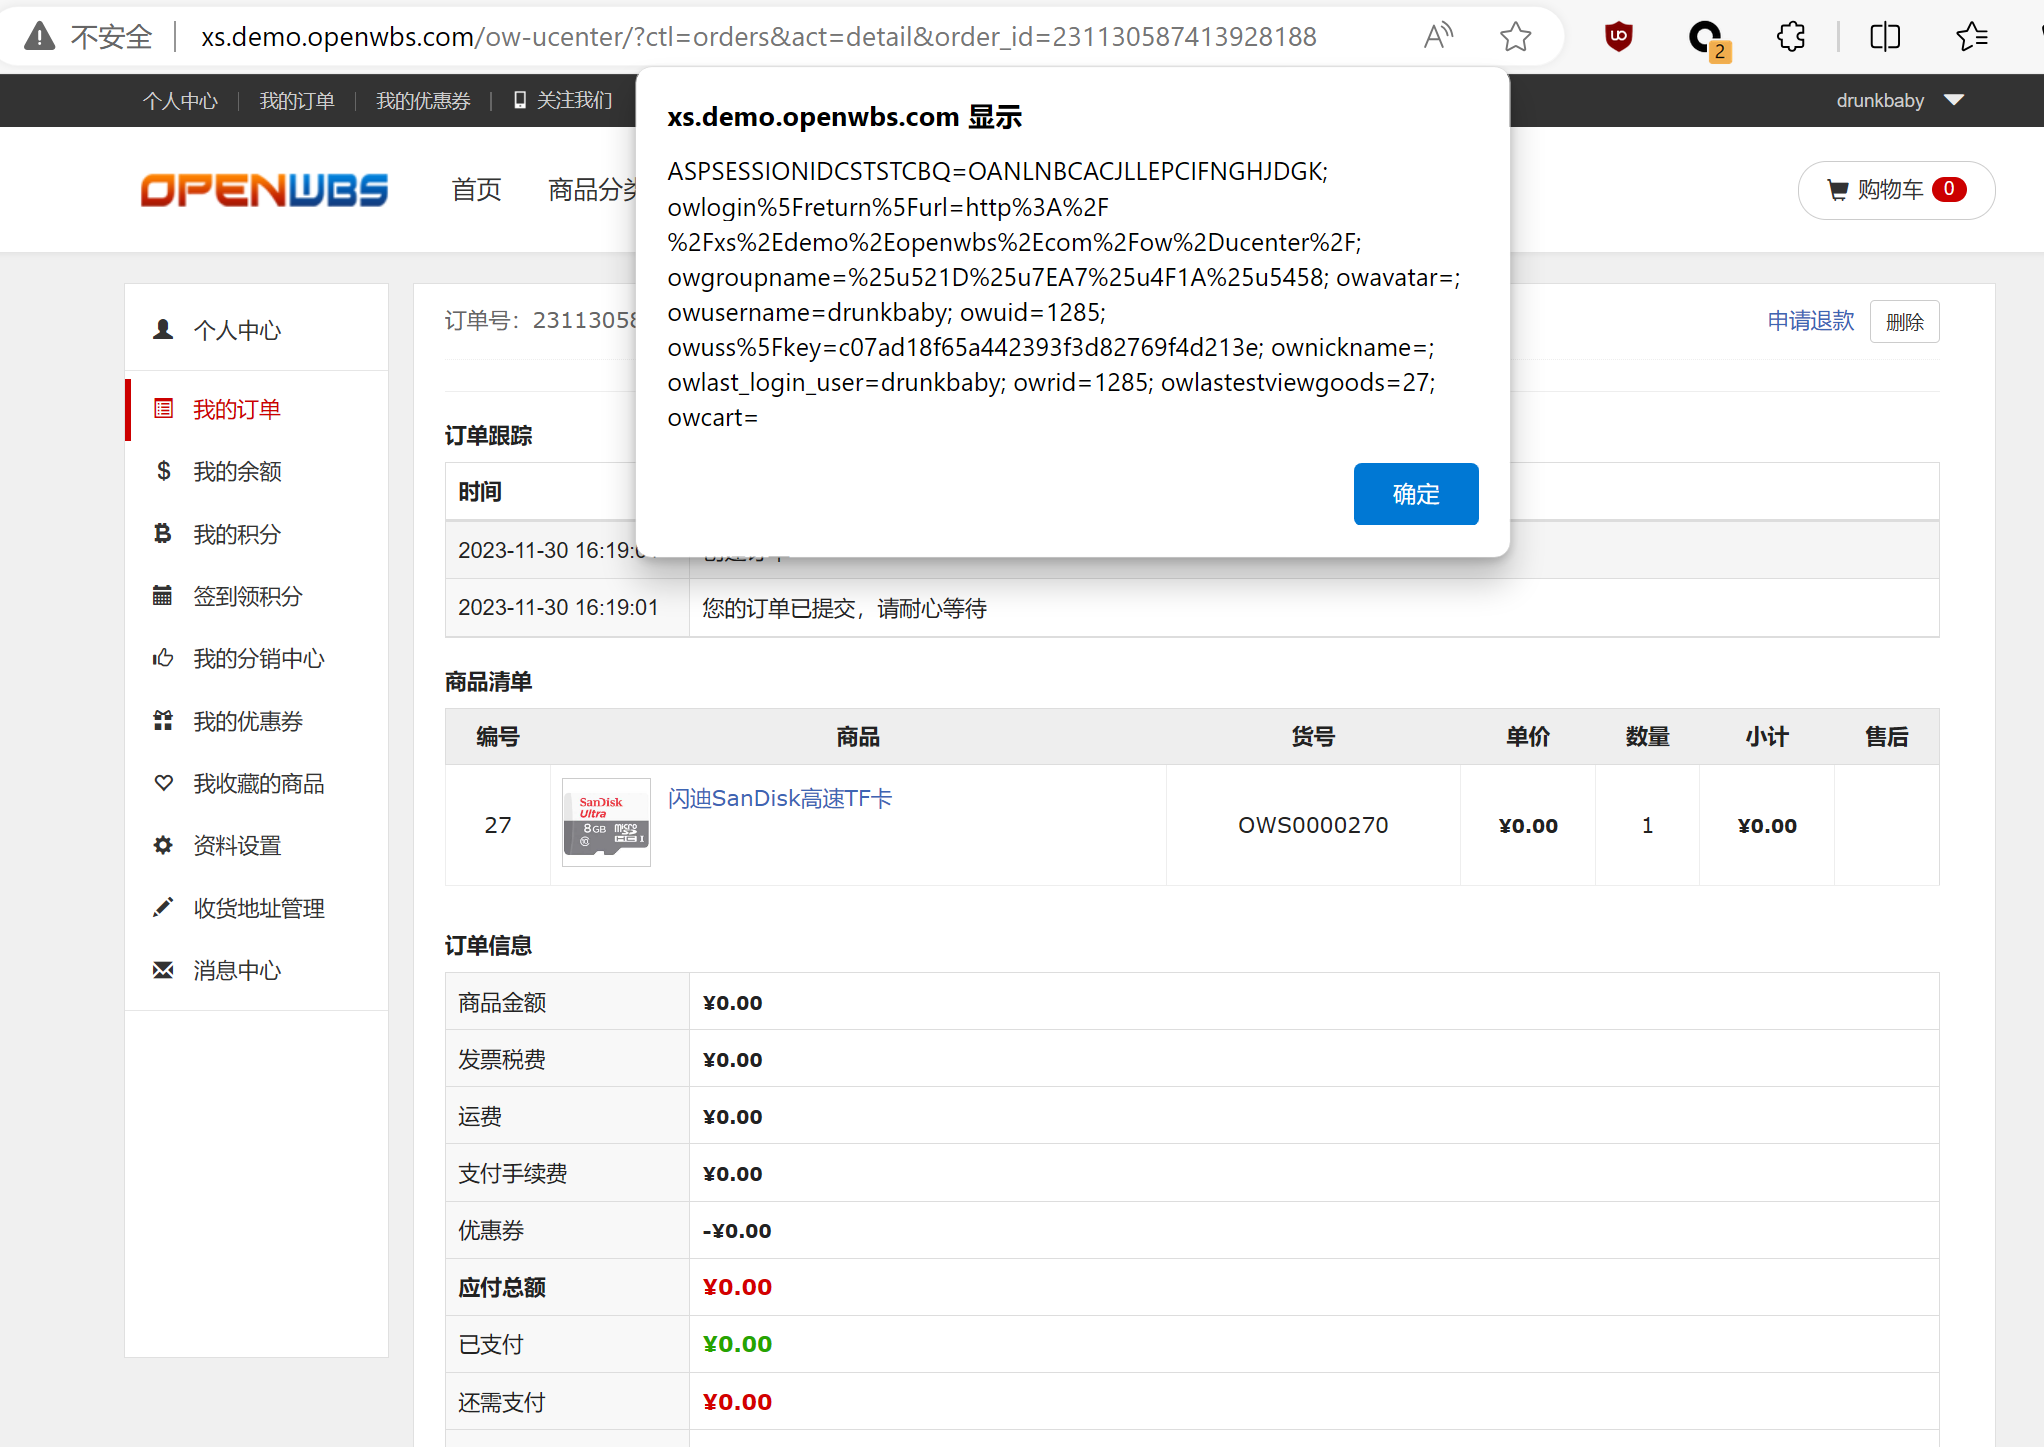 不安全 xs.demo.openwbs.com/ow-ucenter/?ctl=orders&act=detail&order_id=231130587413928188
2
个人中心 我的订单 我的优惠券 关注我们 drunkbaby
xs.demo.openwbs.com 显示
ASPSESSIONIDCSTSTCBQ=OANLNBCACJLLEPCIFNGHJDGK;
owlogin%5Freturn%5Furl=http%3A%2F
%2Fxs%2Edemo%2Eopenwbs%2Ecom%2Fow%2Ducenter%2F;
owgroupname=%25u521D%25u7EA7%25u4F1A%25u5458; owavatar=;
owusername=drunkbaby; owuid=1285;
owuss%5Fkey=c07ad18f65a442393f3d82769f4d213e; ownickname=;
owlast_login_user=drunkbaby; owrid=1285; owlastestviewgoods=27;
owcart=
确定
OPENWBS 首页 商品分类 购物车 0
个人中心
我的订单
我的余额
我的积分
签到领积分
我的分销中心
我的优惠券
我收藏的商品
资料设置
收货地址管理
消息中心
订单号：2311305 申请退款 删除
订单跟踪
时间
2023-11-30 16:19:0 创建订单
2023-11-30 16:19:01 您的订单已提交，请耐心等待
商品清单
编号 商品 货号 单价 数量 小计 售后
SanDisk
Ultra
8GB micro
HC I
27 闪迪SanDisk高速TF卡 OWS0000270 ¥0.00 1 ¥0.00
订单信息
商品金额 ¥0.00
发票税费 ¥0.00
运费 ¥0.00
支付手续费 ¥0.00
优惠券 -¥0.00
应付总额 ¥0.00
已支付 ¥0.00
还需支付 ¥0.00